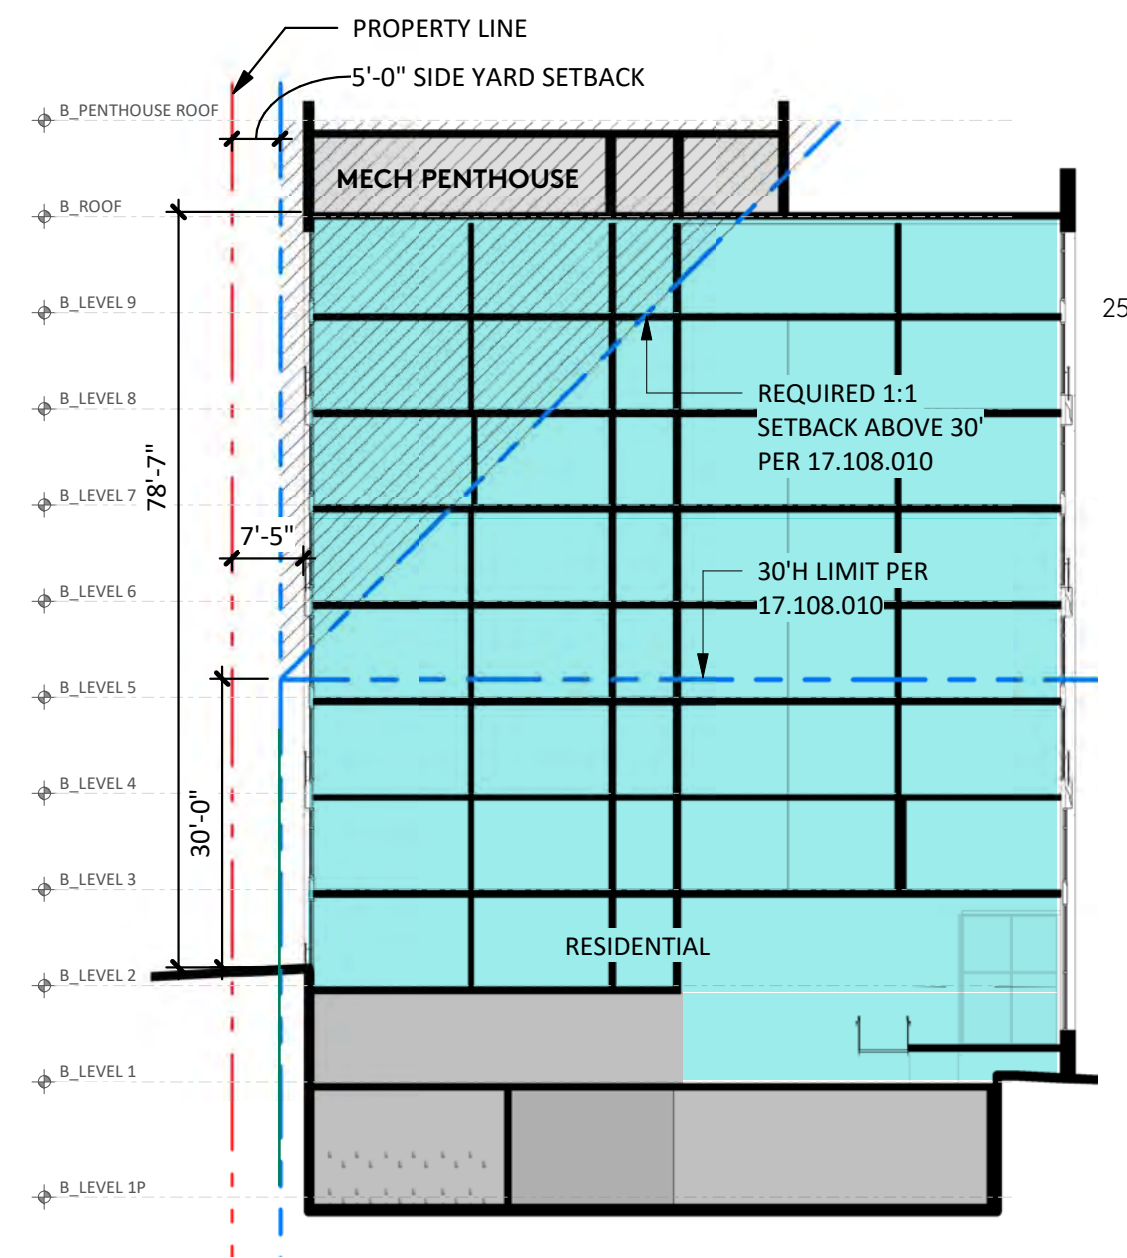 PROPERTY LINE
5'-0" SIDE YARD SETBACK
B_PENTHOUSE ROOF
MECH PENTHOUSE
B_ROOF
B_LEVEL 9
25
B_LEVEL 8
REQUIRED 1:1
SETBACK ABOVE 30'
PER 17.108.010
78'-7"
B_LEVEL 7
7'-5"
30'H LIMIT PER
17.108.010
B_LEVEL 6
B_LEVEL 5
B_LEVEL 4
30'-0"
B_LEVEL 3
RESIDENTIAL
B_LEVEL 2
B_LEVEL 1
B_LEVEL 1P